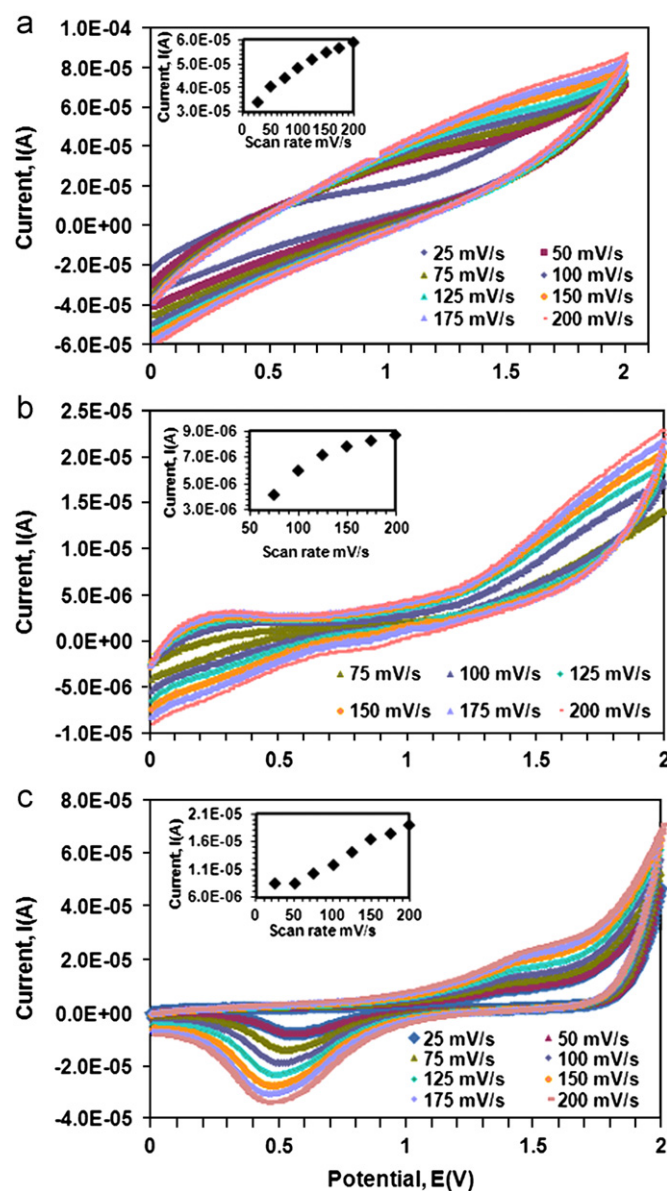 a
1.0E-04
8.0E-05
6.0E-05
4.0E-05
2.0E-05
0.0E+00
-2.0E-05
-4.0E-05
-6.0E-05
Current, I(A)
0 0.5 1 1.5 2
6.0E-05
5.0E-05
4.0E-05
3.0E-05
Current, I(A)
0 50 100 150 200
Scan rate mV/s
25 mV/s 50 mV/s
75 mV/s 100 mV/s
125 mV/s 150 mV/s
175 mV/s 200 mV/s
b
2.5E-05
2.0E-05
1.5E-05
1.0E-05
5.0E-06
0.0E+00
-5.0E-06
-1.0E-05
Current, I(A)
0 0.5 1 1.5 2
9.0E-06
7.0E-06
5.0E-06
3.0E-06
Current, I(A)
50 100 150 200
Scan rate mV/s
75 mV/s 100 mV/s 125 mV/s
150 mV/s 175 mV/s 200 mV/s
c
8.0E-05
6.0E-05
4.0E-05
2.0E-05
0.0E+00
-2.0E-05
-4.0E-05
Current, I(A)
0 0.5 1 1.5 2
Potential, E(V)
2.1E-05
1.6E-05
1.1E-05
6.0E-06
Current, I(A)
0 50 100 150 200
Scan rate mV/s
25 mV/s 50 mV/s
75 mV/s 100 mV/s
125 mV/s 150 mV/s
175 mV/s 200 mV/s